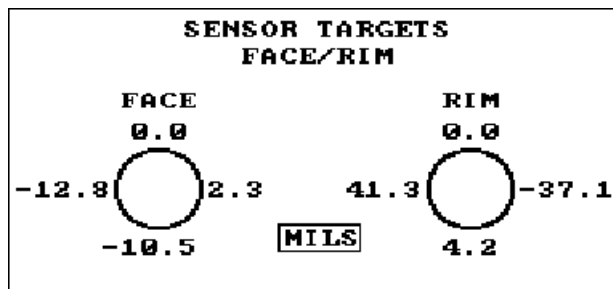 SENSOR TARGETS
FACE/RIM
FACE RIM
0.0 0.0
-12.8 2.3 41.3 -37.1
-10.5 MILS 4.2